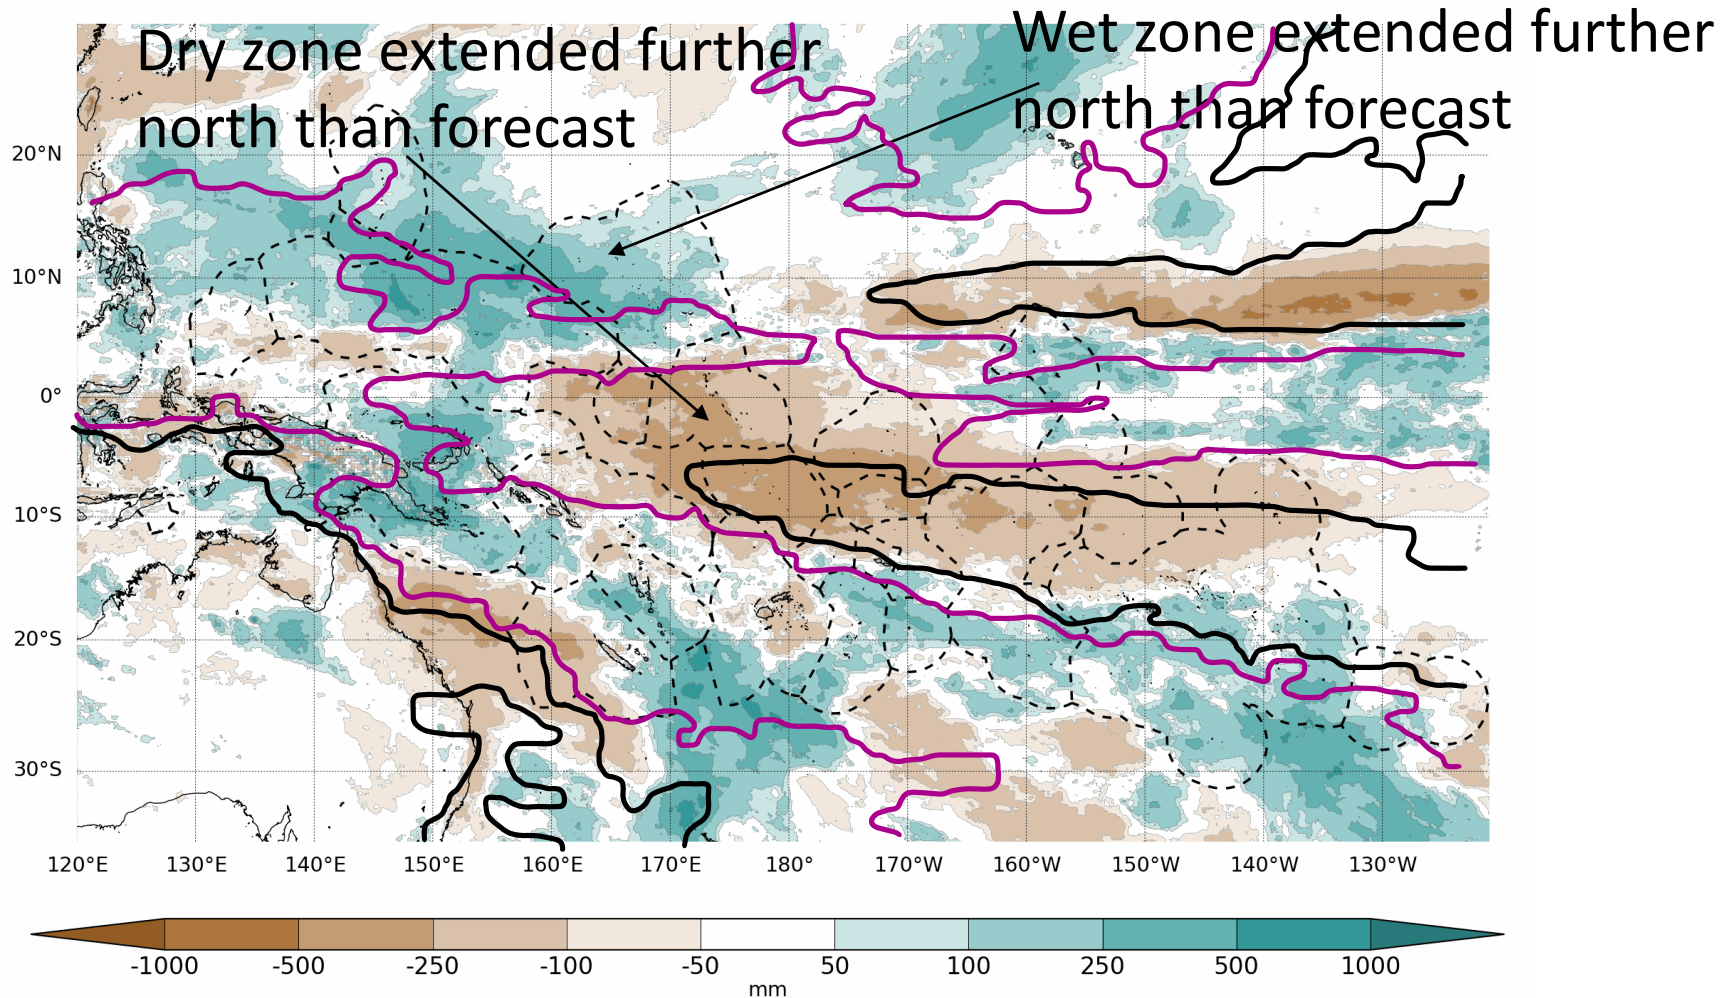 Dry zone extended further
north than forecast
Wet zone extended further
north than forecast
20°N
10°N
0°
10°S
20°S
30°S
120°E 130°E 140°E 150°E 160°E 170°E 180° 170°W 160°W 150°W 140°W 130°W
-1000 -500 -250 -100 -50 50 100 250 500 1000
mm